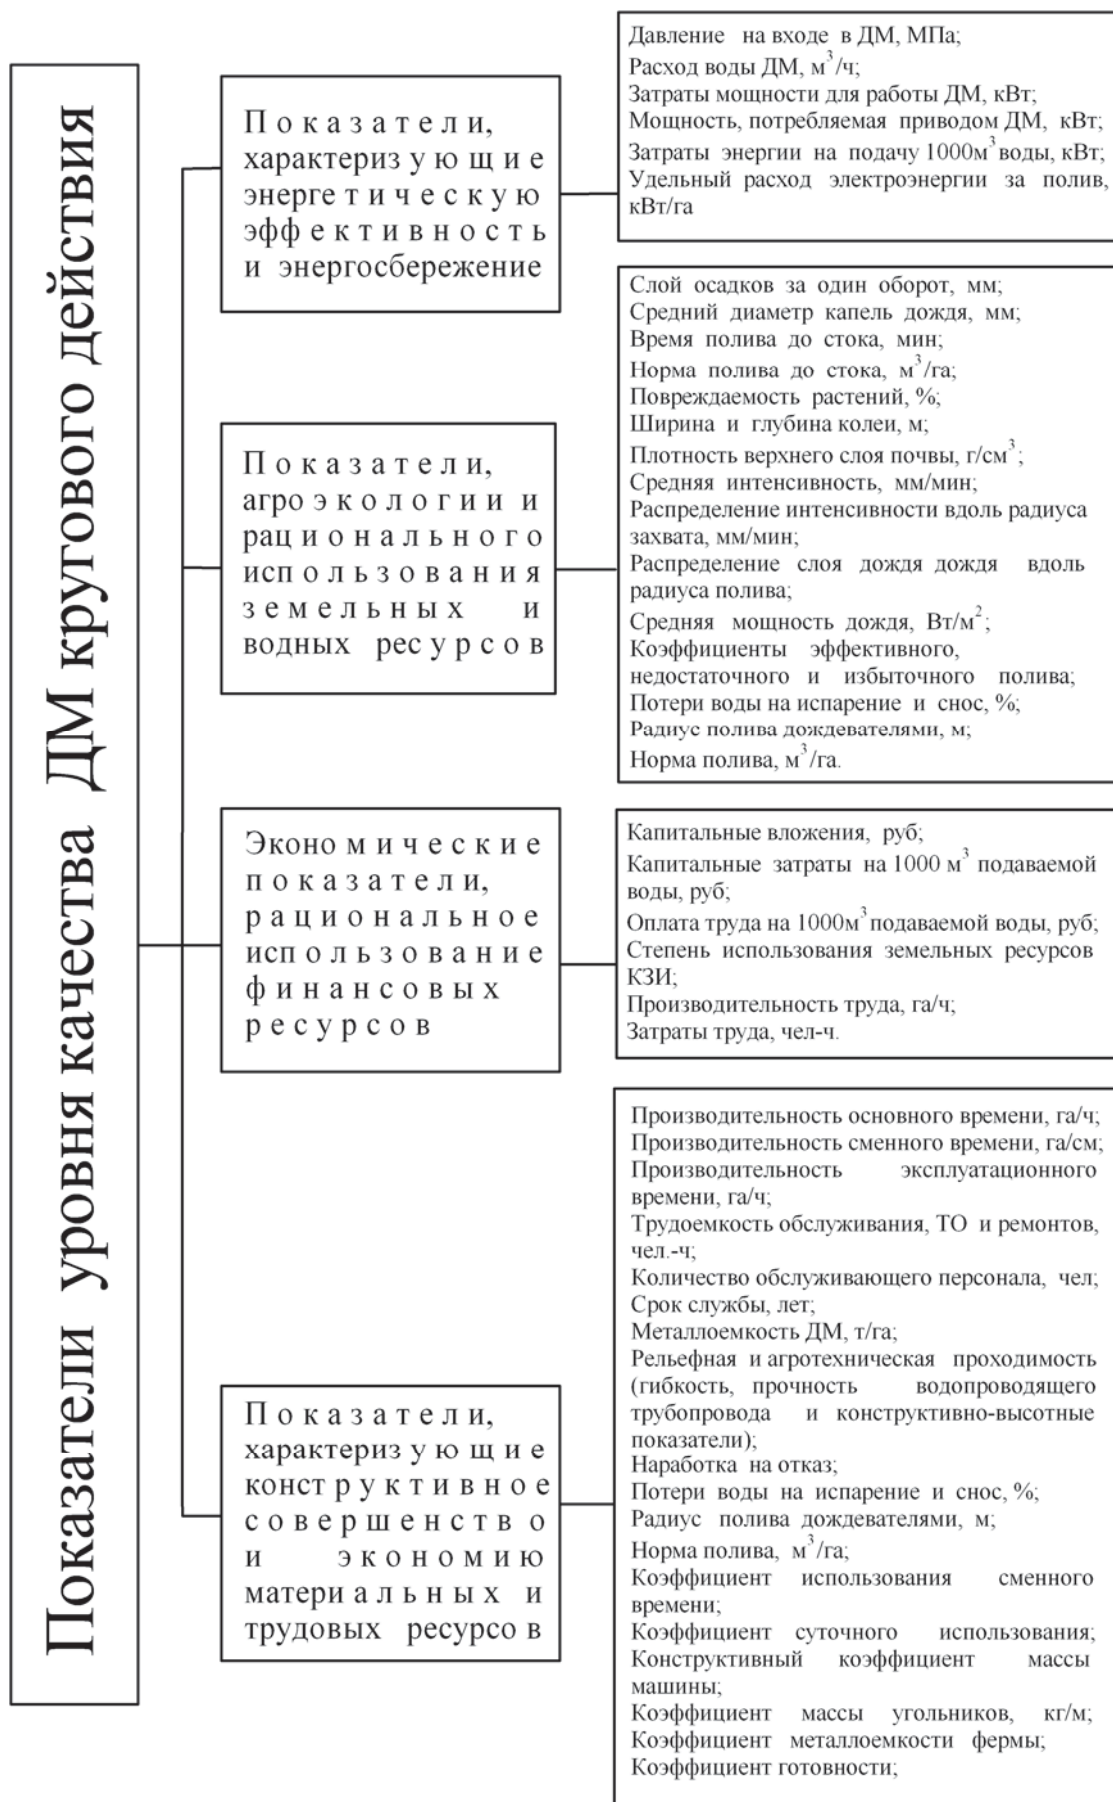 Показатели уровня качества ДМ кругового действия
Показатели,
характеризующие
энергетическую
эффективность
и энергосбережение
Давление на входе в ДМ, МПа;
Расход воды ДМ, м³/ч;
Затраты мощности для работы ДМ, кВт;
Мощность, потребляемая приводом ДМ, кВт;
Затраты энергии на подачу 1000м³ воды, кВт;
Удельный расход электроэнергии за полив,
кВт/га
Показатели,
агроэкологии и
рационального
использования
земельных и
водных ресурсов
Слой осадков за один оборот, мм;
Средний диаметр капель дождя, мм;
Время полива до стока, мин;
Норма полива до стока, м³/га;
Повреждаемость растений, %;
Ширина и глубина колеи, м;
Плотность верхнего слоя почвы, г/см³;
Средняя интенсивность, мм/мин;
Распределение интенсивности вдоль радиуса
захвата, мм/мин;
Распределение слоя дождя дождя вдоль
радиуса полива;
Средняя мощность дождя, Вт/м²;
Коэффициенты эффективного,
недостаточного и избыточного полива;
Потери воды на испарение и снос, %;
Радиус полива дождевателями, м;
Норма полива, м³/га.
Экономические
показатели,
рациональное
использование
финансовых
ресурсов
Капитальные вложения, руб;
Капитальные затраты на 1000 м³ подаваемой
воды, руб;
Оплата труда на 1000м³ подаваемой воды, руб;
Степень использования земельных ресурсов
КЗИ;
Производительность труда, га/ч;
Затраты труда, чел-ч.
Показатели,
характеризующие
конструктивное
совершенство
и экономию
материальных и
трудовых ресурсов
Производительность основного времени, га/ч;
Производительность сменного времени, га/см;
Производительность эксплуатационного
времени, га/ч;
Трудоемкость обслуживания, ТО и ремонтов,
чел.-ч;
Количество обслуживающего персонала, чел;
Срок службы, лет;
Металлоемкость ДМ, т/га;
Рельефная и агротехническая проходимость
(гибкость, прочность водопроводящего
трубопровода и конструктивно-высотные
показатели);
Наработка на отказ;
Потери воды на испарение и снос, %;
Радиус полива дождевателями, м;
Норма полива, м³/га;
Коэффициент использования сменного
времени;
Коэффициент суточного использования;
Конструктивный коэффициент массы
машины;
Коэффициент массы угольников, кг/м;
Коэффициент металлоемкости фермы;
Коэффициент готовности;